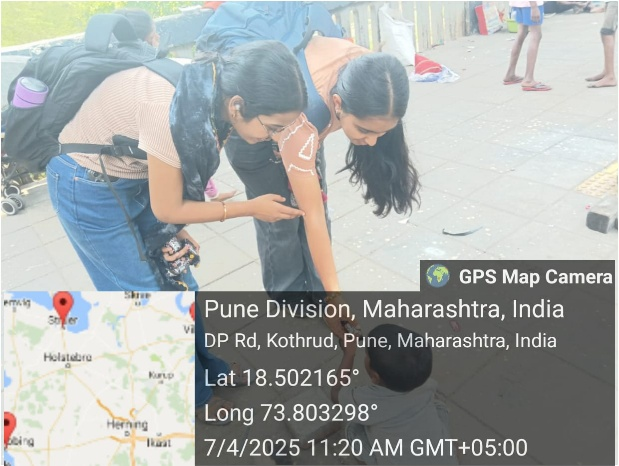 GPS Map Camera
Pune Division, Maharashtra, India
DP Rd, Kothrud, Pune, Maharashtra, India
Lat 18.502165°
Long 73.803298°
7/4/2025 11:20 AM GMT+05:00
Holstebro
Herning
Ikast